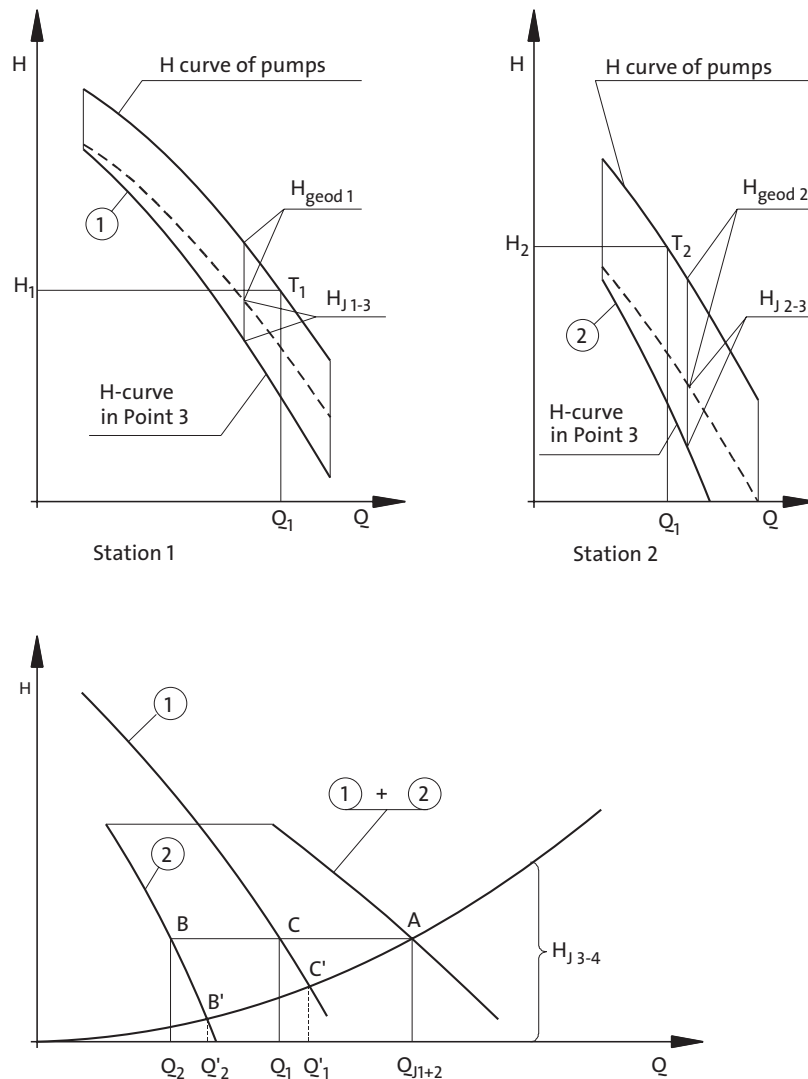 H
H curve of pumps
H geod 1
1
H1
T1
H J 1-3
H-curve
in Point 3
Q1
Q
Station 1
H
H curve of pumps
H geod 2
H2
T2
H J 2-3
2
H-curve
in Point 3
Q1
Q
Station 2
H
1
1 + 2
2
B
C
A
H J 3-4
C'
B'
Q2
Q'2
Q1
Q'1
QJ1+2
Q